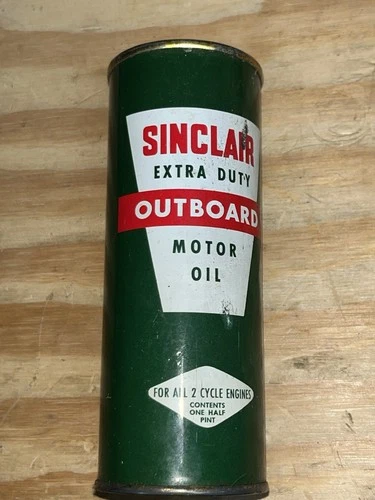 SINCLAIR
EXTRA DUTY
OUTBOARD
MOTOR
OIL
FOR ALL 2 CYCLE ENGINES
CONTENTS
ONE HALF
PINT